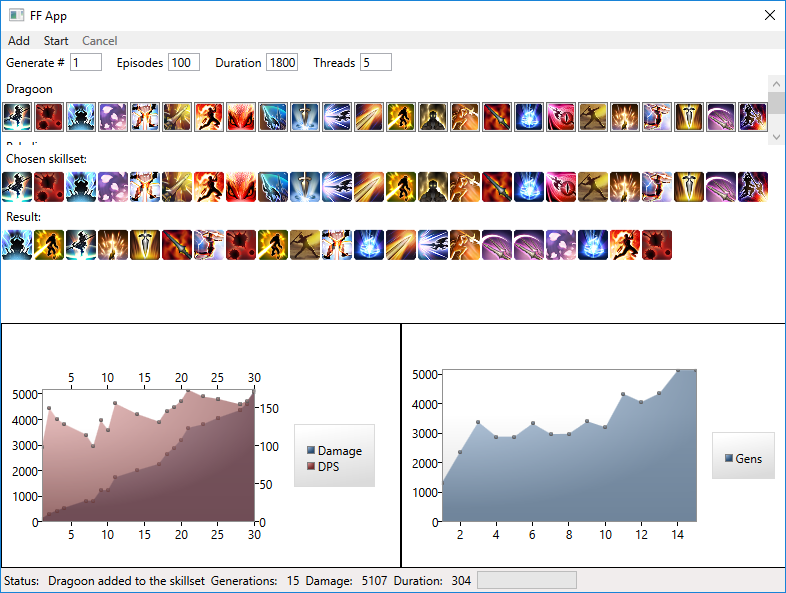 FF App
Add Start Cancel
Generate # 1 Episodes 100 Duration 1800 Threads 5
Dragoon
Chosen skillset:
Result:
5 10 15 20 25 30
5000
4000
3000
2000
1000
0
150
100
50
0
5 10 15 20 25 30
Damage
DPS
5000
4000
3000
2000
1000
0
2 4 6 8 10 12 14
Gens
Status: Dragoon added to the skillset Generations: 15 Damage: 5107 Duration: 304